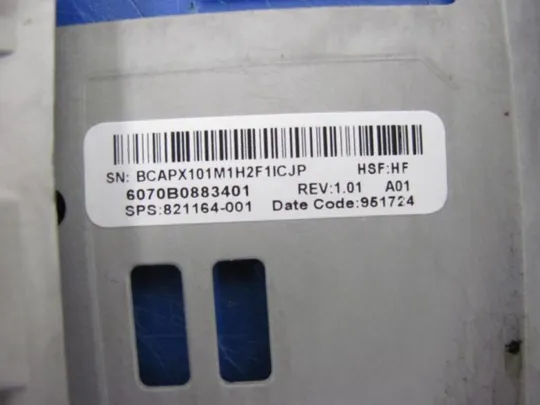 SN: BCAPX101M1H2F1ICJP HSF:HF
6070B0883401 REV:1.01 A01
SPS:821164-001 Date Code:951724